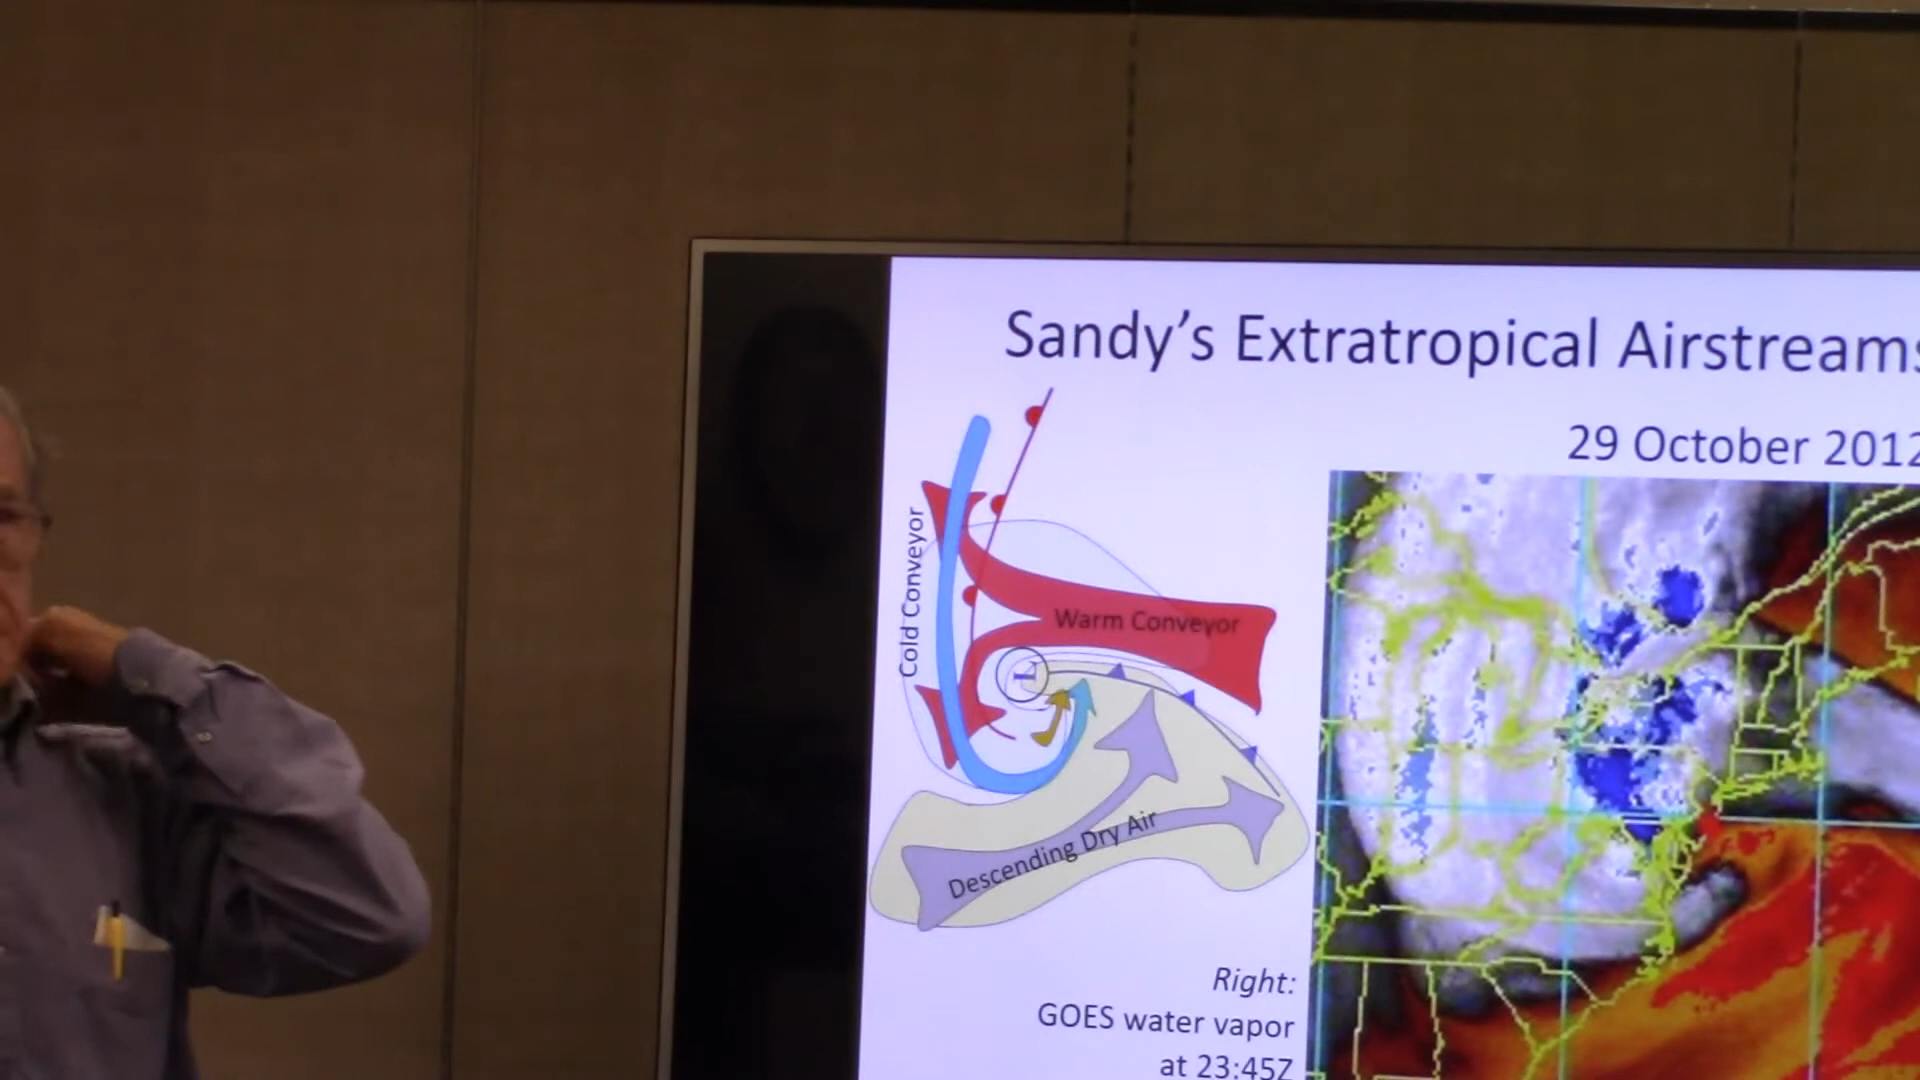 Sandy's Extratropical Airstreams
29 October 2012
Cold Conveyor
Warm Conveyor
L
Descending Dry Air
Right:
GOES water vapor
at 23:45Z